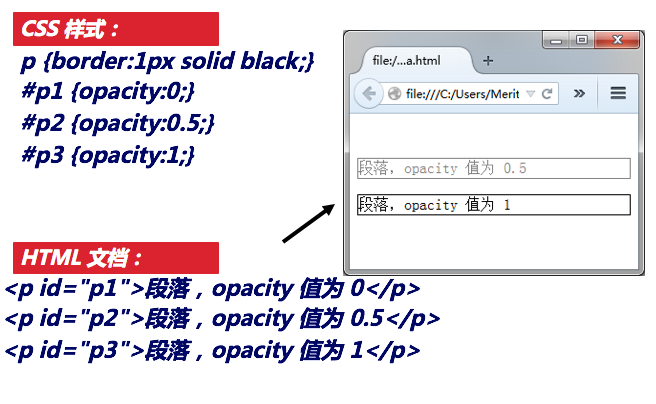 CSS 样式：
p {border:1px solid black;}
#p1 {opacity:0;}
#p2 {opacity:0.5;}
#p3 {opacity:1;}
file:/...a.html
file:///C:/Users/Merit
段落，opacity 值为 0.5
段落，opacity 值为 1
HTML 文档：
<p id="p1">段落，opacity 值为 0</p>
<p id="p2">段落，opacity 值为 0.5</p>
<p id="p3">段落，opacity 值为 1</p>